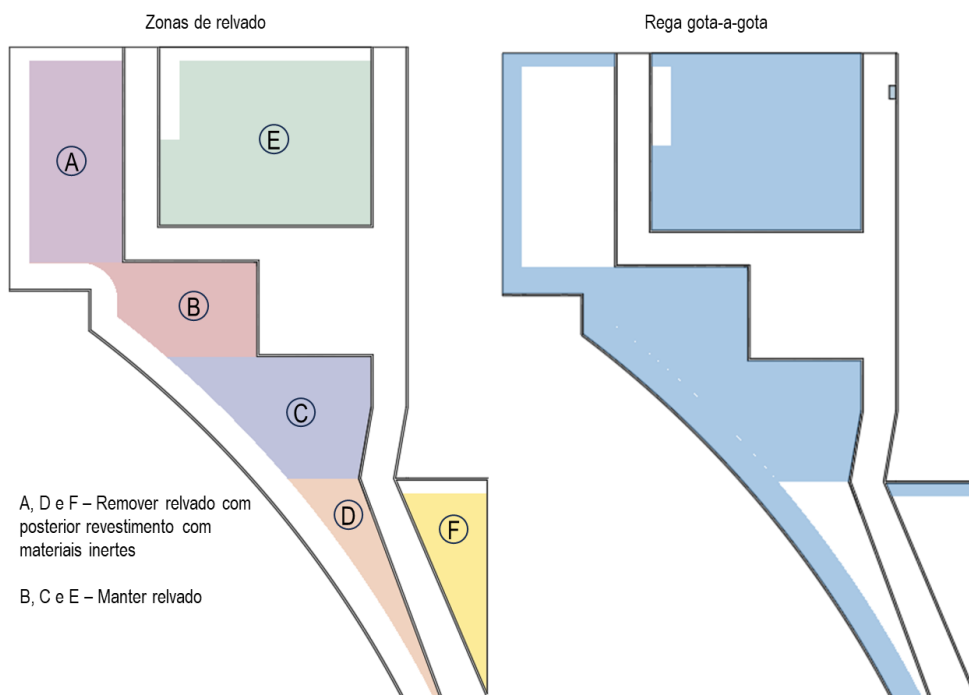 Zonas de relvado
Rega gota-a-gota
A
E
B
C
D
F
A, D e F – Remover relvado com
posterior revestimento com
materiais inertes
B, C e E – Manter relvado